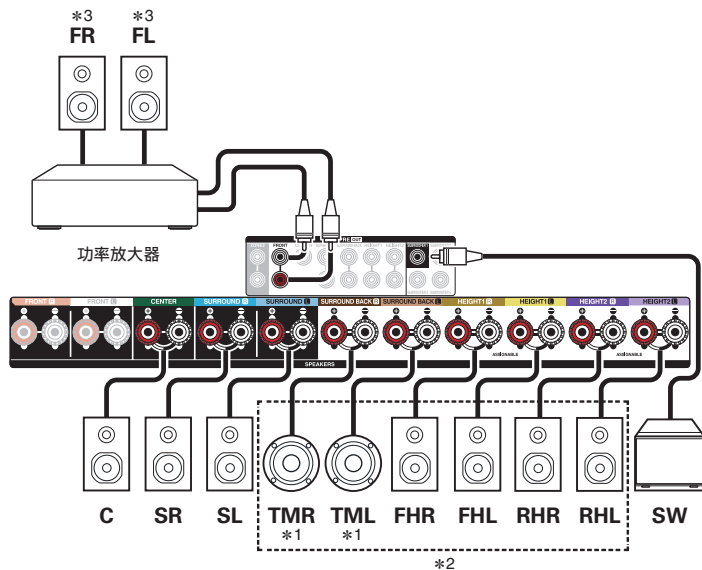 *3 *3
FR FL
功率放大器
PRE OUT
FRONT
HEIGHT1 HEIGHT2
FRONT R FRONT L CENTER SURROUND R SURROUND L SURROUND BACK R SURROUND BACK L HEIGHT1 R HEIGHT1 L HEIGHT2 R HEIGHT2 L
ASSIGNABLE ASSIGNABLE
SPEAKERS
C SR SL TMR TML FHR FHL RHR RHL SW
*1 *1
*2